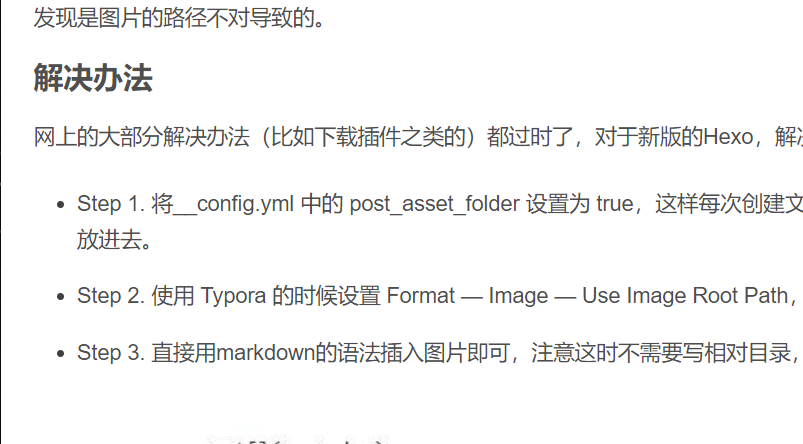 发现是图片的路径不对导致的。
解决办法
网上的大部分解决办法（比如下载插件之类的）都过时了，对于新版的Hexo，解
Step 1. 将__config.yml 中的 post_asset_folder 设置为 true，这样每次创建文
放进去。
Step 2. 使用 Typora 的时候设置 Format — Image — Use Image Root Path，
Step 3. 直接用markdown的语法插入图片即可，注意这时不需要写相对目录，